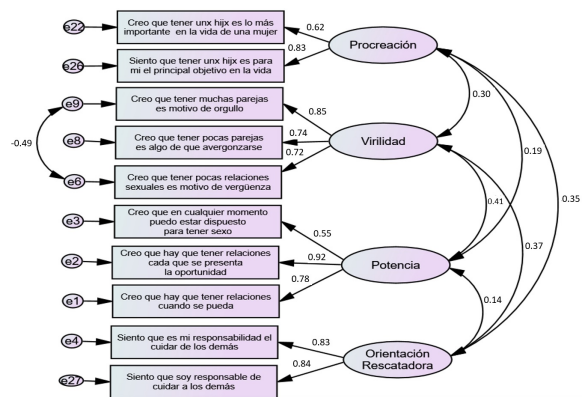 e22
Creo que tener unx hijx es lo más
importante en la vida de una mujer
0.62
Procreación
e26
Siento que tener unx hijx es para
mi el principal objetivo en la vida
0.83
e9
Creo que tener muchas parejas
es motivo de orgullo
0.85
0.30
-0.49
e8
Creo que tener pocas parejas
es algo de que avergonzarse
0.74
Virilidad
0.19
e6
Creo que tener pocas relaciones
sexuales es motivo de vergüenza
0.72
0.35
e3
Creo que en cualquier momento
puedo estar dispuesto
para tener sexo
0.55
0.41
0.37
e2
Creo que hay que tener relaciones
cada que se presenta
la oportunidad
0.92
Potencia
e1
Creo que hay que tener relaciones
cuando se pueda
0.78
0.14
e4
Siento que es mi responsabilidad el
cuidar de los demás
0.83
Orientación
Rescatadora
e27
Siento que soy responsable de
cuidar a los demás
0.84